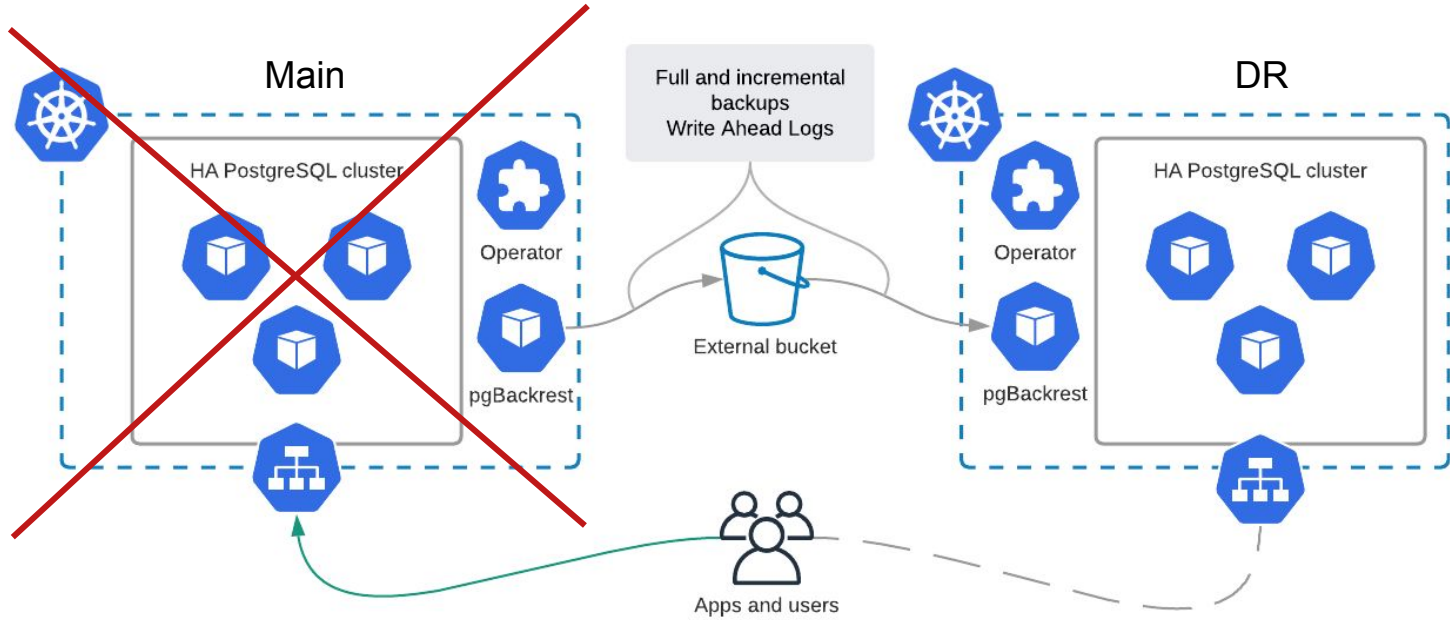 Main
Full and incremental
backups
Write Ahead Logs
DR
HA PostgreSQL cluster
Operator
pgBackrest
External bucket
HA PostgreSQL cluster
Operator
pgBackrest
Apps and users